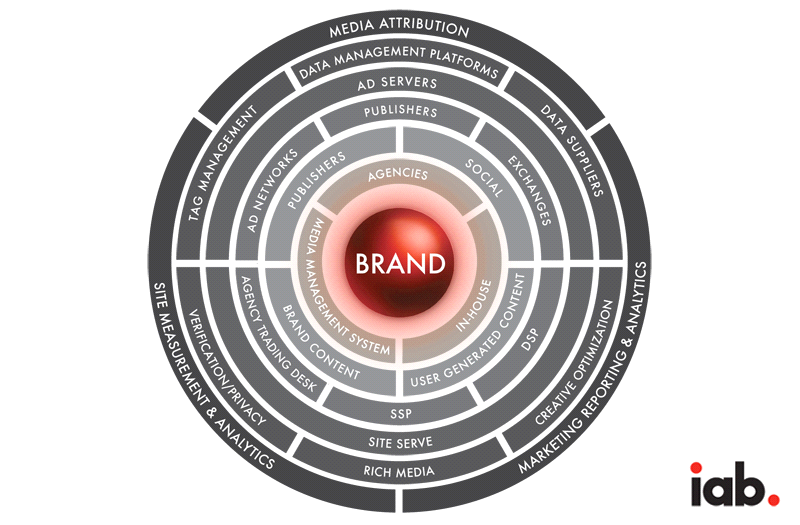 MEDIA ATTRIBUTION
DATA MANAGEMENT PLATFORMS
AD SERVERS
PUBLISHERS
TAG MANAGEMENT
DATA SUPPLIERS
AD NETWORKS
PUBLISHERS
SOCIAL
EXCHANGES
AGENCIES
BRAND
MEDIA MANAGEMENT SYSTEM
IN-HOUSE
SITE MEASUREMENT & ANALYTICS
VERIFICATION/PRIVACY
AGENCY TRADING DESK
BRAND CONTENT
USER GENERATED CONTENT
DSP
CREATIVE OPTIMIZATION
MARKETING REPORTING & ANALYTICS
SSP
SITE SERVE
RICH MEDIA
iab.